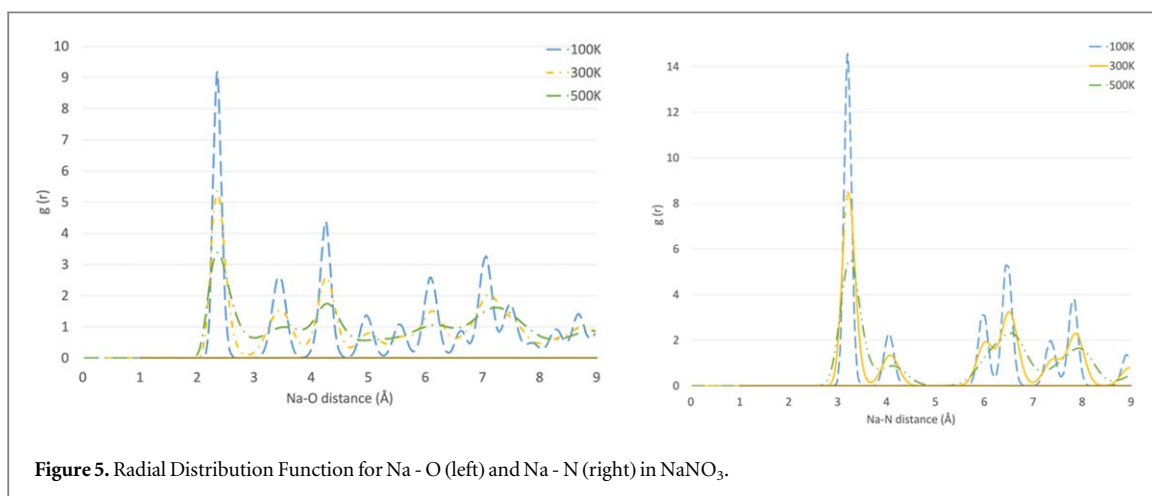 10
9
8
7
6
5
4
3
2
1
0
g (r)
0 1 2 3 4 5 6 7 8 9
Na-O distance (Å)
100K
300K
500K
14
12
10
8
6
4
2
0
g (r)
0 1 2 3 4 5 6 7 8 9
Na-N distance (Å)
100K
300K
500K
Figure 5. Radial Distribution Function for Na - O (left) and Na - N (right) in NaNO₃.